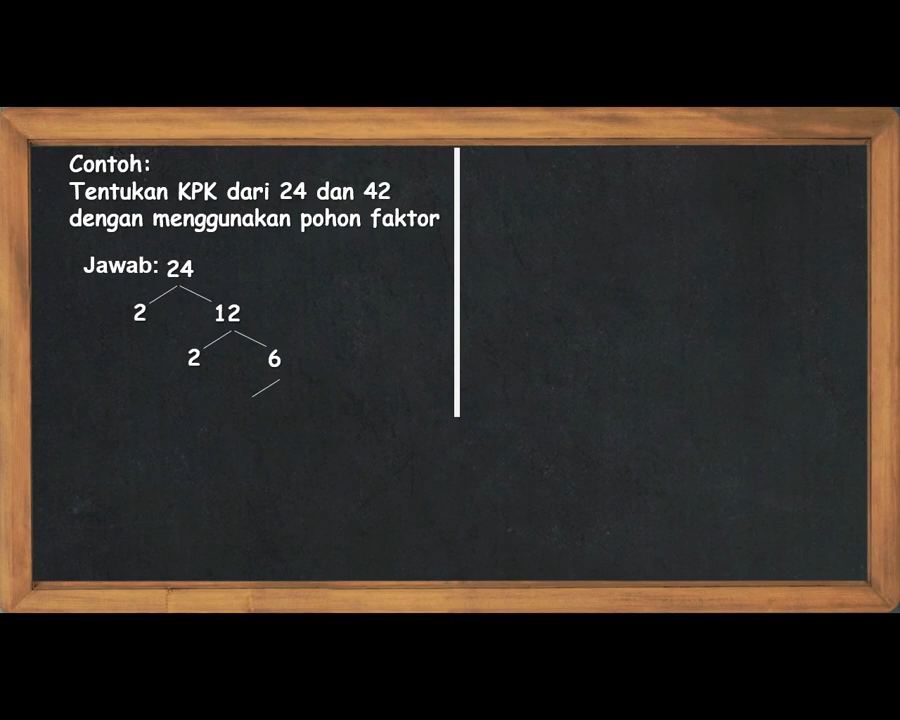 Contoh:
Tentukan KPK dari 24 dan 42
dengan menggunakan pohon faktor
Jawab: 24
2 12
2 6